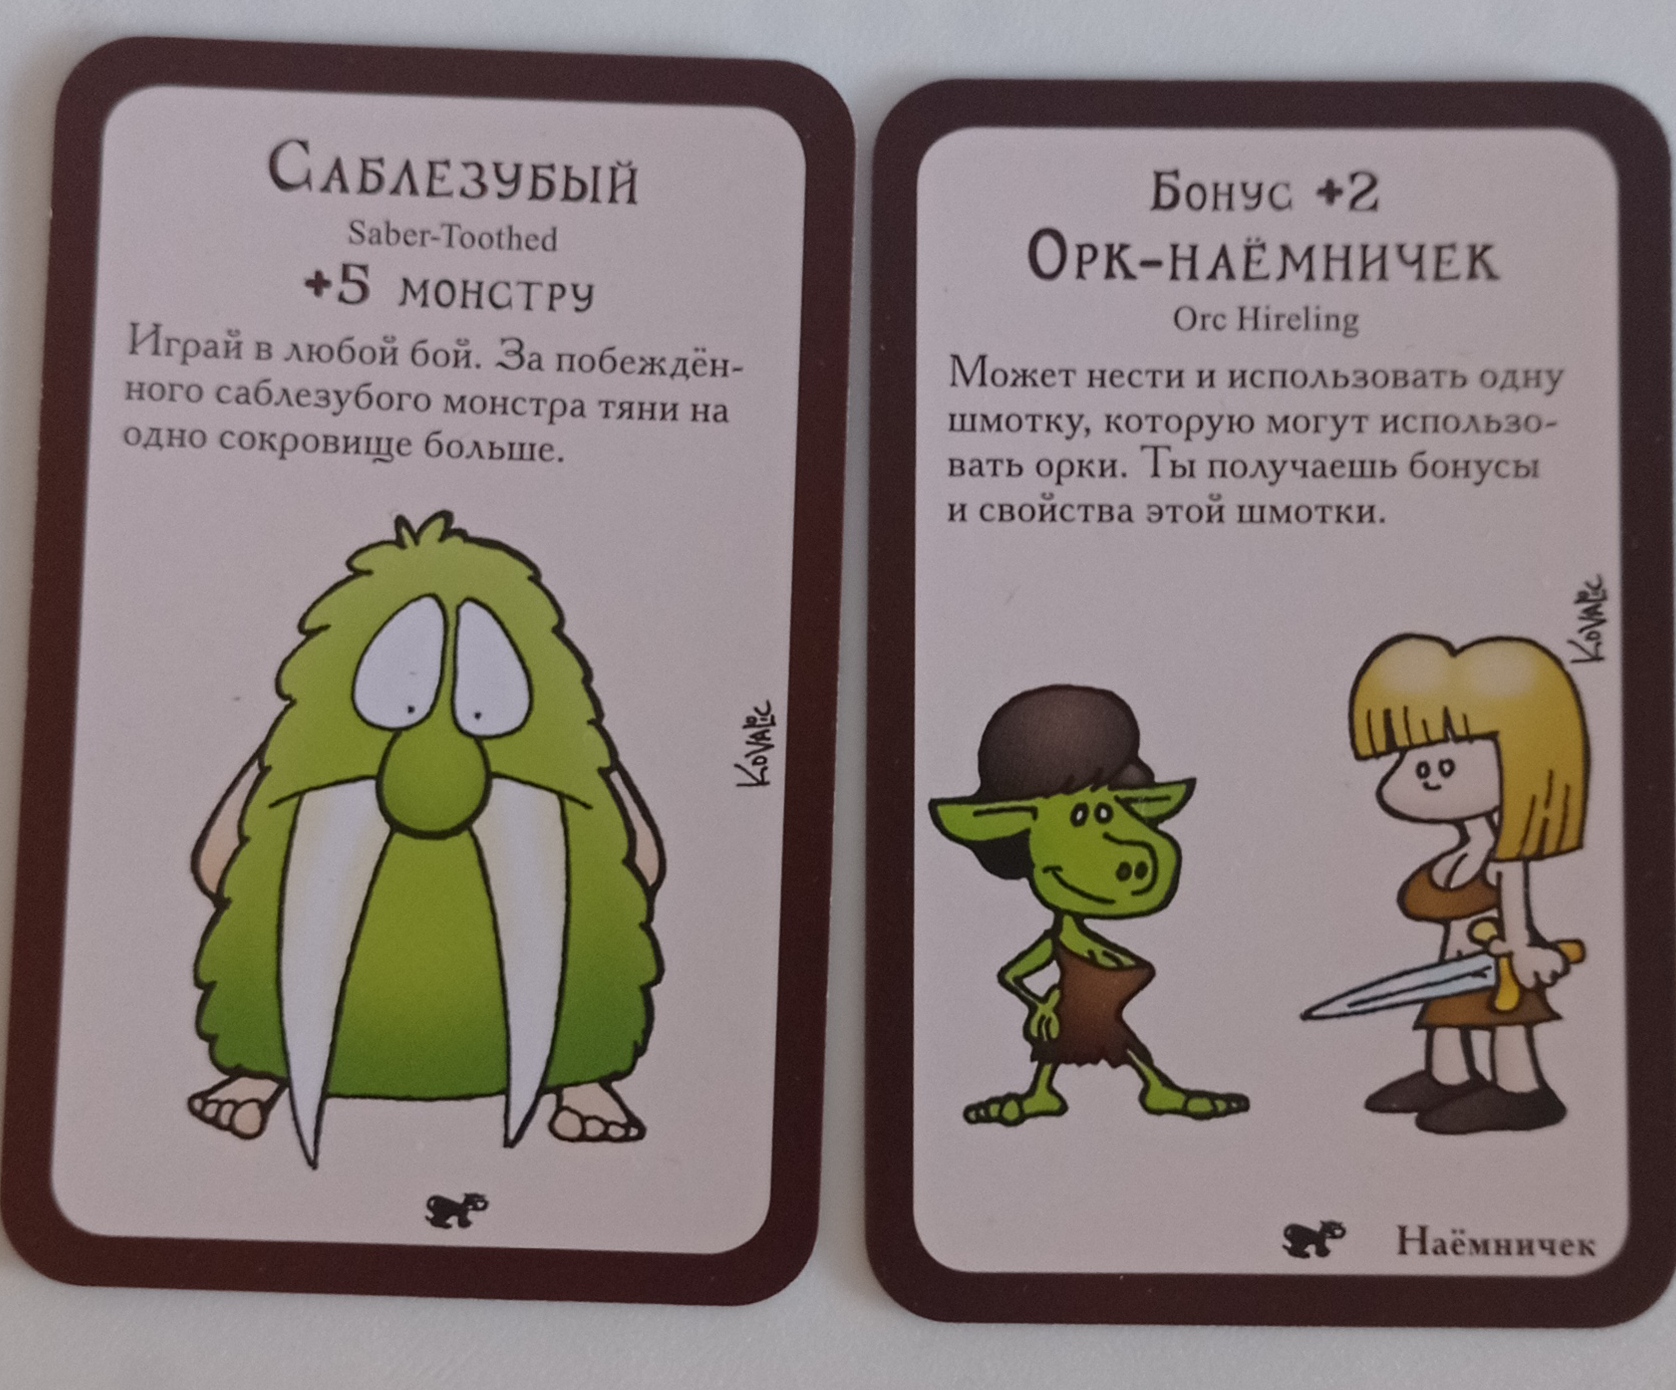 Саблезубый
Saber-Toothed
+5 монстру
Играй в любой бой. За побеждён-
ного саблезубого монстра тяни на
одно сокровище больше.
Kovalic
Бонус +2
Орк-наёмничек
Orc Hireling
Может нести и использовать одну
шмотку, которую могут использо-
вать орки. Ты получаешь бонусы
и свойства этой шмотки.
Kovalic
Наёмничек